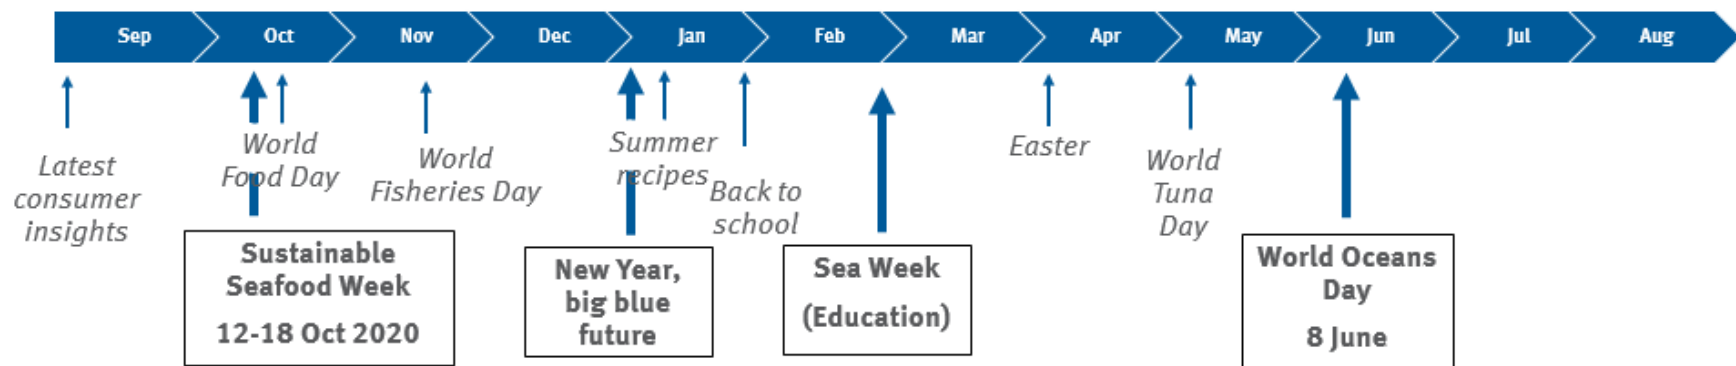 Sep Oct Nov Dec Jan Feb Mar Apr May Jun Jul Aug
Latest
consumer
insights
World
Food Day
World
Fisheries Day
Summer
recipes
Back to
school
Easter
World
Tuna
Day
Sustainable
Seafood Week
12-18 Oct 2020
New Year,
big blue
future
Sea Week
(Education)
World Oceans
Day
8 June